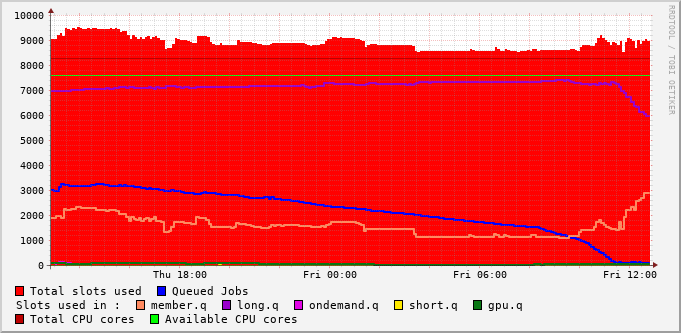 10000
9000
8000
7000
6000
5000
4000
3000
2000
1000
0
Thu 18:00 Fri 00:00 Fri 06:00 Fri 12:00
RRDTOOL / TOBI OETIKER
Total slots used Queued Jobs
Slots used in : member.q long.q ondemand.q short.q gpu.q
Total CPU cores Available CPU cores